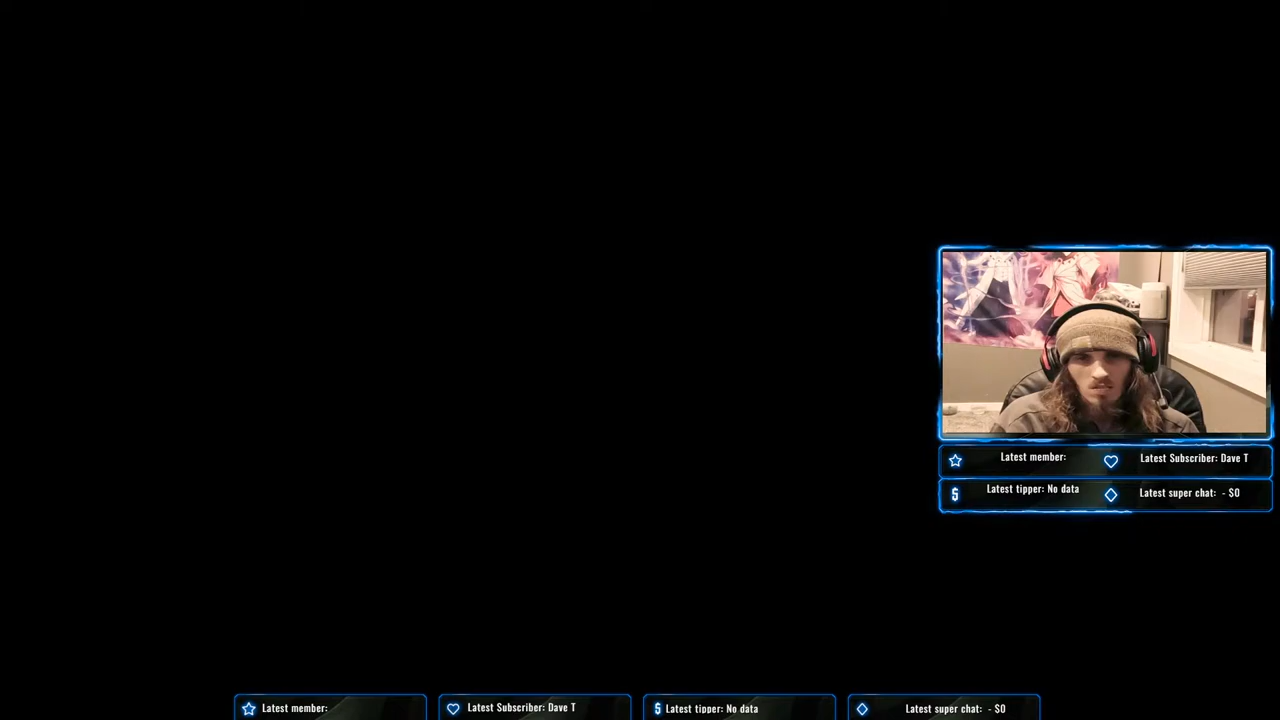 Latest member:
Latest Subscriber: Dave T
$ Latest tipper: No data
Latest super chat: - $0
Latest member:
Latest Subscriber: Dave T
$ Latest tipper: No data
Latest super chat: - $0